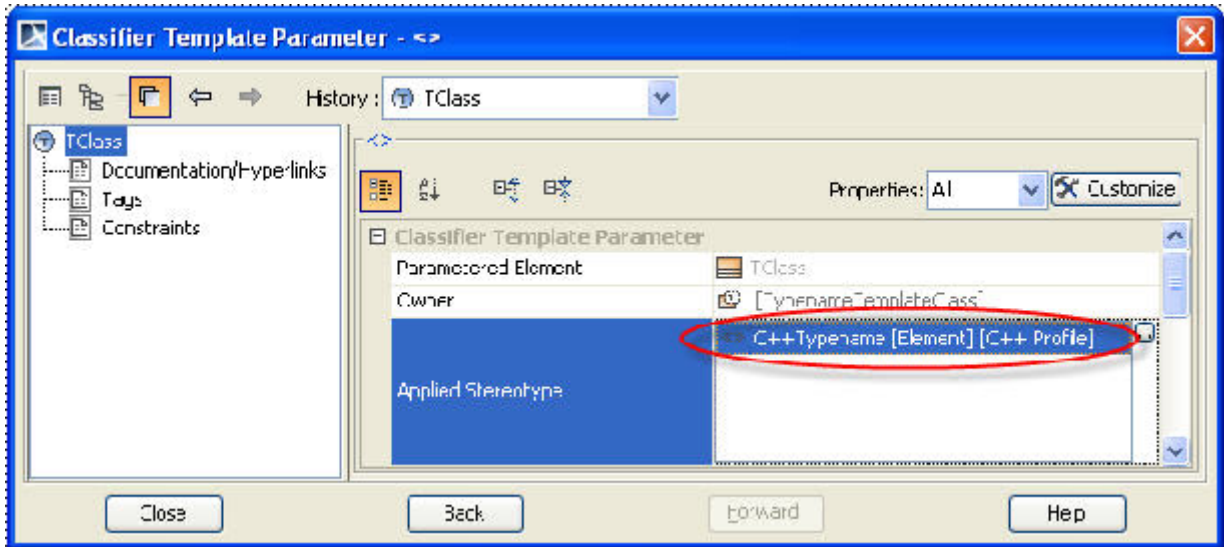 Classifier Template Parameter - <>
History : TClass
TClass
Documentation/Hyperlinks
Tags
Constraints
<>
Properties: All
Customize
Classifier Template Parameter
Parametered Element TClass
Owner [TypenameTemplateClass]
Applied Stereotype C++Typename [Element] [C++ Profile]
Close Back Forward Help